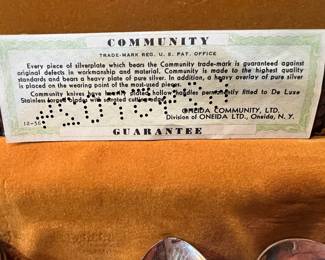 COMMUNITY
TRADE-MARK REG. U. S. PAT. OFFICE
Every piece of silverplate which bears the Community trade-mark is guaranteed against
original defects in workmanship and material. Community is made to the highest quality
standards and bears a heavy plate of pure silver. In addition, a heavy overlay of pure silver
is placed on the wearing point of the most-used pieces.
Community knives have heavily plated hollow handles permanently fitted to De Luxe
Stainless forged blades with serrated cutting edge.
ONEIDA COMMUNITY, LTD.
12-56 Division of ONEIDA LTD., Oneida, N. Y.
GUARANTEE